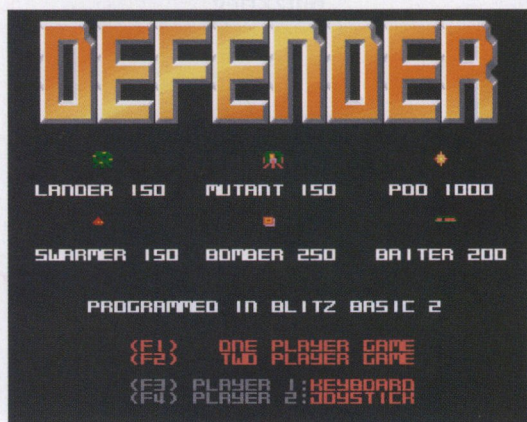 DEFENDER
LANDER 150 MUTANT 150 POD 1000
SWARMER 150 BOMBER 250 BAITER 200
PROGRAMMED IN BLITZ BASIC 2
(F1) ONE PLAYER GAME
(F2) TWO PLAYER GAME
(F3) PLAYER 1:KEYBOARD
(F4) PLAYER 2:JOYSTICK